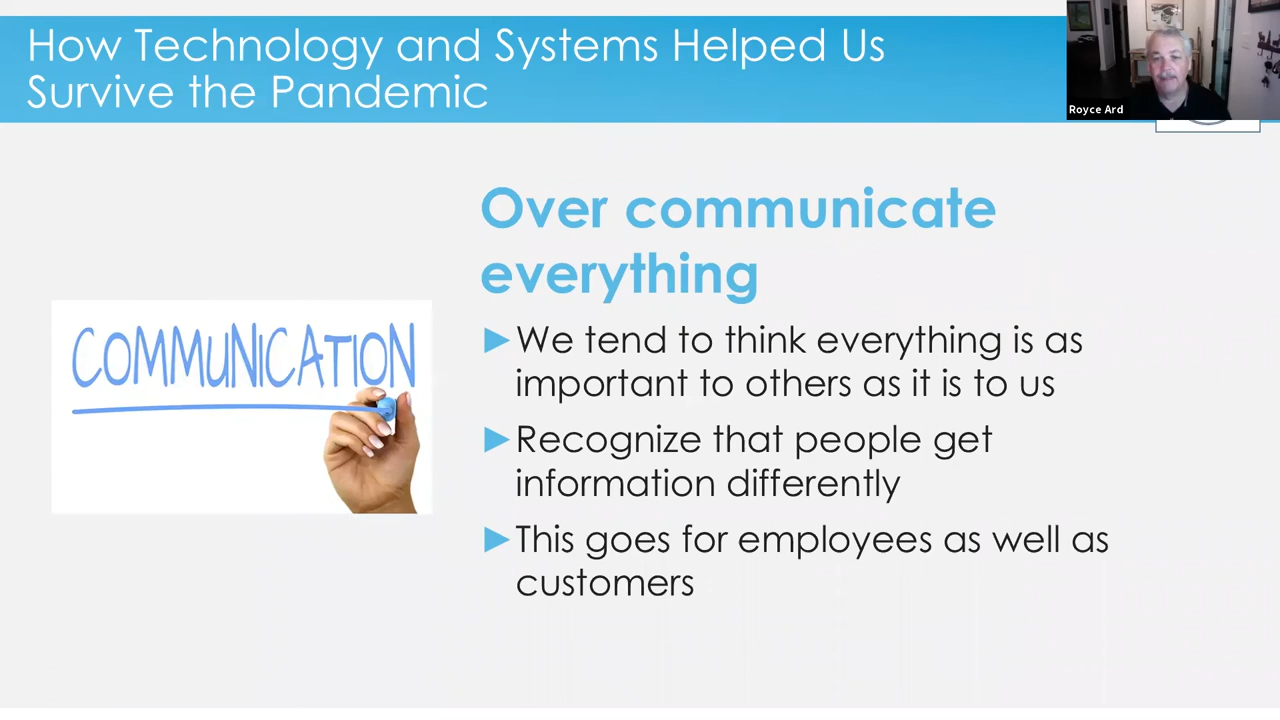 How Technology and Systems Helped Us
Survive the Pandemic
Royce Ard
Over communicate
everything
COMMUNICATION
►We tend to think everything is as
important to others as it is to us
►Recognize that people get
information differently
►This goes for employees as well as
customers